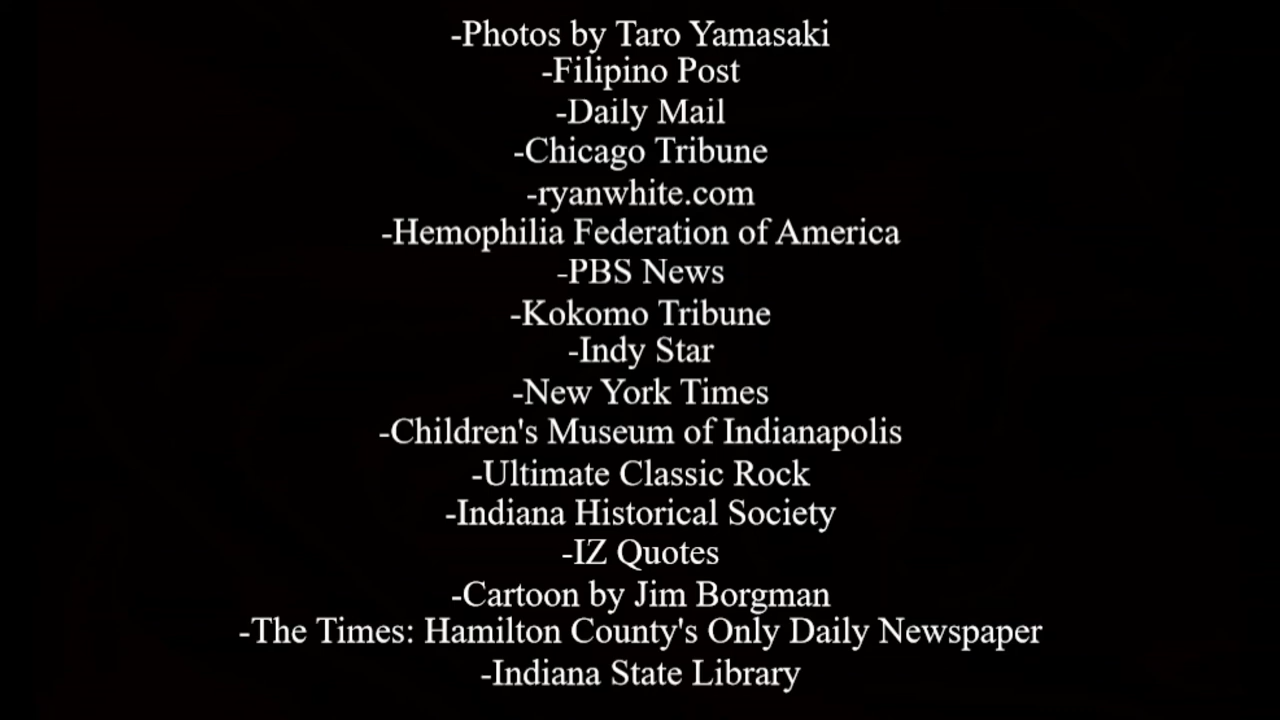 -Photos by Taro Yamasaki
-Filipino Post
-Daily Mail
-Chicago Tribune
-ryanwhite.com
-Hemophilia Federation of America
-PBS News
-Kokomo Tribune
-Indy Star
-New York Times
-Children's Museum of Indianapolis
-Ultimate Classic Rock
-Indiana Historical Society
-IZ Quotes
-Cartoon by Jim Borgman
-The Times: Hamilton County's Only Daily Newspaper
-Indiana State Library